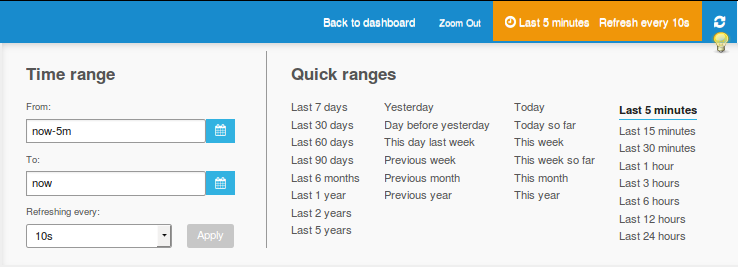 Back to dashboard Zoom Out Last 5 minutes Refresh every 10s
Time range
From:
now-5m
To:
now
Refreshing every:
10s Apply
Quick ranges
Last 7 days
Last 30 days
Last 60 days
Last 90 days
Last 6 months
Last 1 year
Last 2 years
Last 5 years
Yesterday
Day before yesterday
This day last week
Previous week
Previous month
Previous year
Today
Today so far
This week
This week so far
This month
This year
Last 5 minutes
Last 15 minutes
Last 30 minutes
Last 1 hour
Last 3 hours
Last 6 hours
Last 12 hours
Last 24 hours